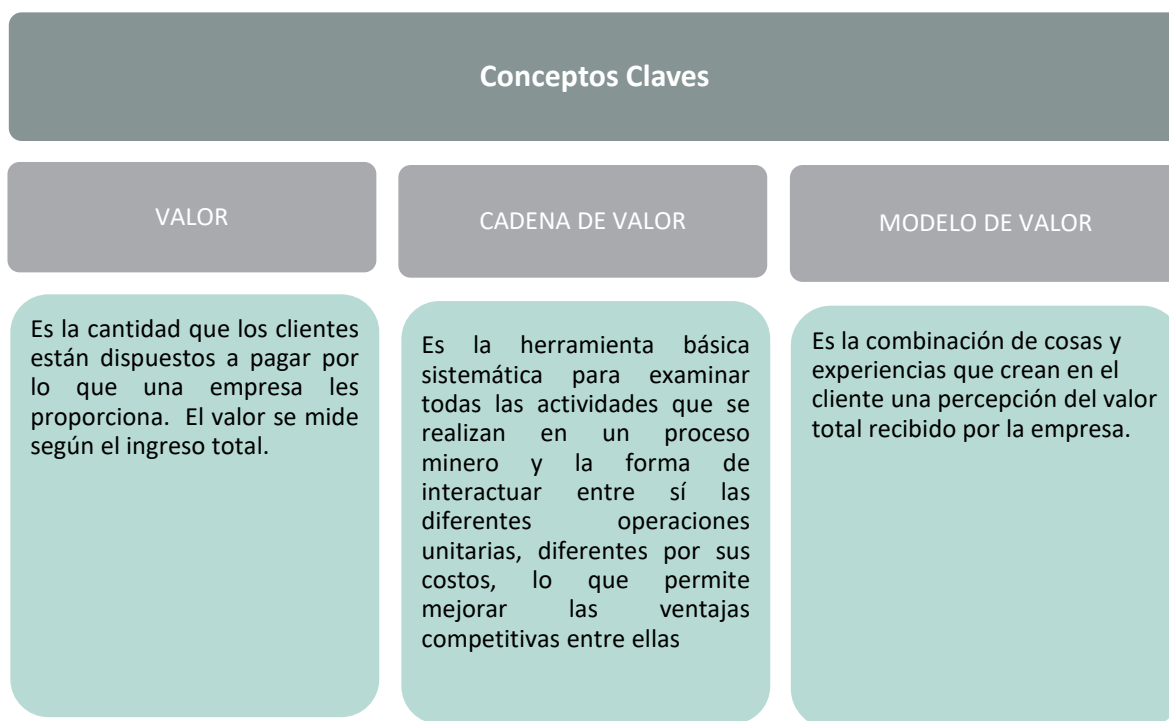 Conceptos Claves
VALOR
CADENA DE VALOR
MODELO DE VALOR
Es la cantidad que los clientes
están dispuestos a pagar por
lo que una empresa les
proporciona. El valor se mide
según el ingreso total.
Es la herramienta básica
sistemática para examinar
todas las actividades que se
realizan en un proceso
minero y la forma de
interactuar entre sí las
diferentes operaciones
unitarias, diferentes por sus
costos, lo que permite
mejorar las ventajas
competitivas entre ellas
Es la combinación de cosas y
experiencias que crean en el
cliente una percepción del valor
total recibido por la empresa.